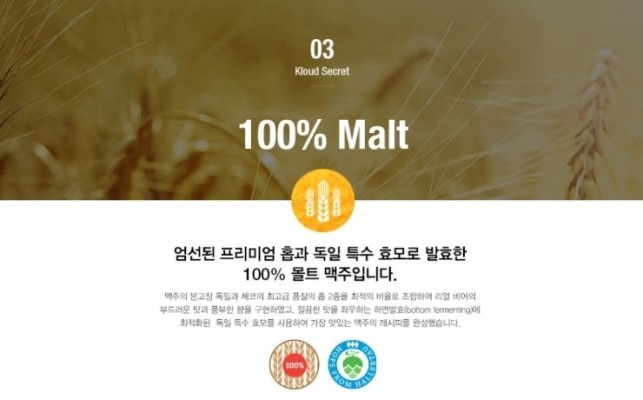 03
Kloud Secret
100% Malt
엄선된 프리미엄 홉과 독일 특수 효모로 발효한
100% 몰트 맥주입니다.
맥주의 본고장 독일과 체코의 최고급 품질의 홉 2종을 최적의 비율로 조합하여 리얼 비어의
부드러운 맛과 풍부한 향을 구현하였고, 깔끔한 맛을 좌우하는 하면발효(bottom fermenting)에
최적화된 독일 특수 효모를 사용하여 가장 맛있는 맥주의 레시피를 완성했습니다.
100%
HOPS FROM HALLERTAU